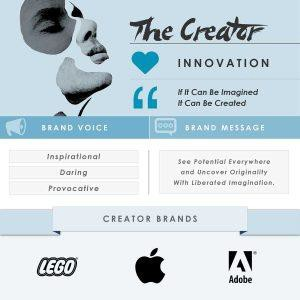 The Creator
INNOVATION
If It Can Be Imagined
It Can Be Created
BRAND VOICE
BRAND MESSAGE
Inspirational
Daring
Provocative
See Potential Everywhere
and Uncover Originality
With Liberated Imagination.
CREATOR BRANDS
LEGO
Adobe